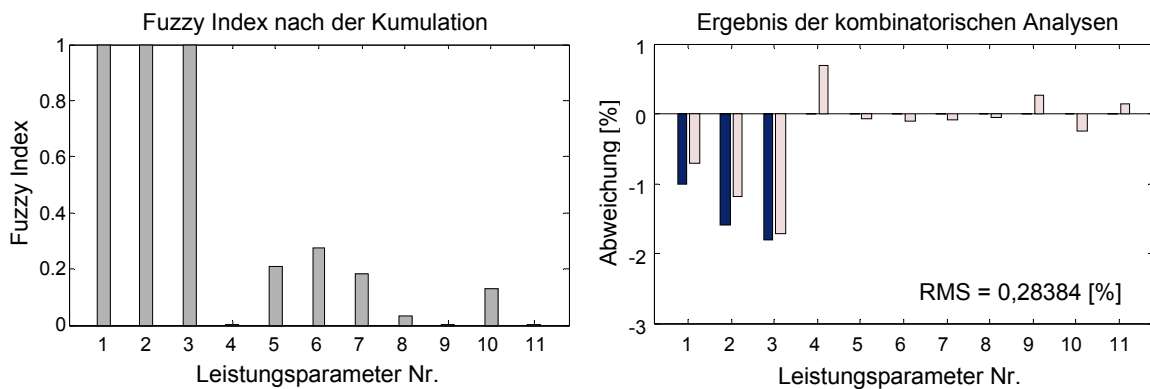 Fuzzy Index nach der Kumulation
Fuzzy Index
1
0.8
0.6
0.4
0.2
0
1 2 3 4 5 6 7 8 9 10 11
Leistungsparameter Nr.
Ergebnis der kombinatorischen Analysen
Abweichung [%]
1
0
-1
-2
-3
RMS = 0,28384 [%]
1 2 3 4 5 6 7 8 9 10 11
Leistungsparameter Nr.